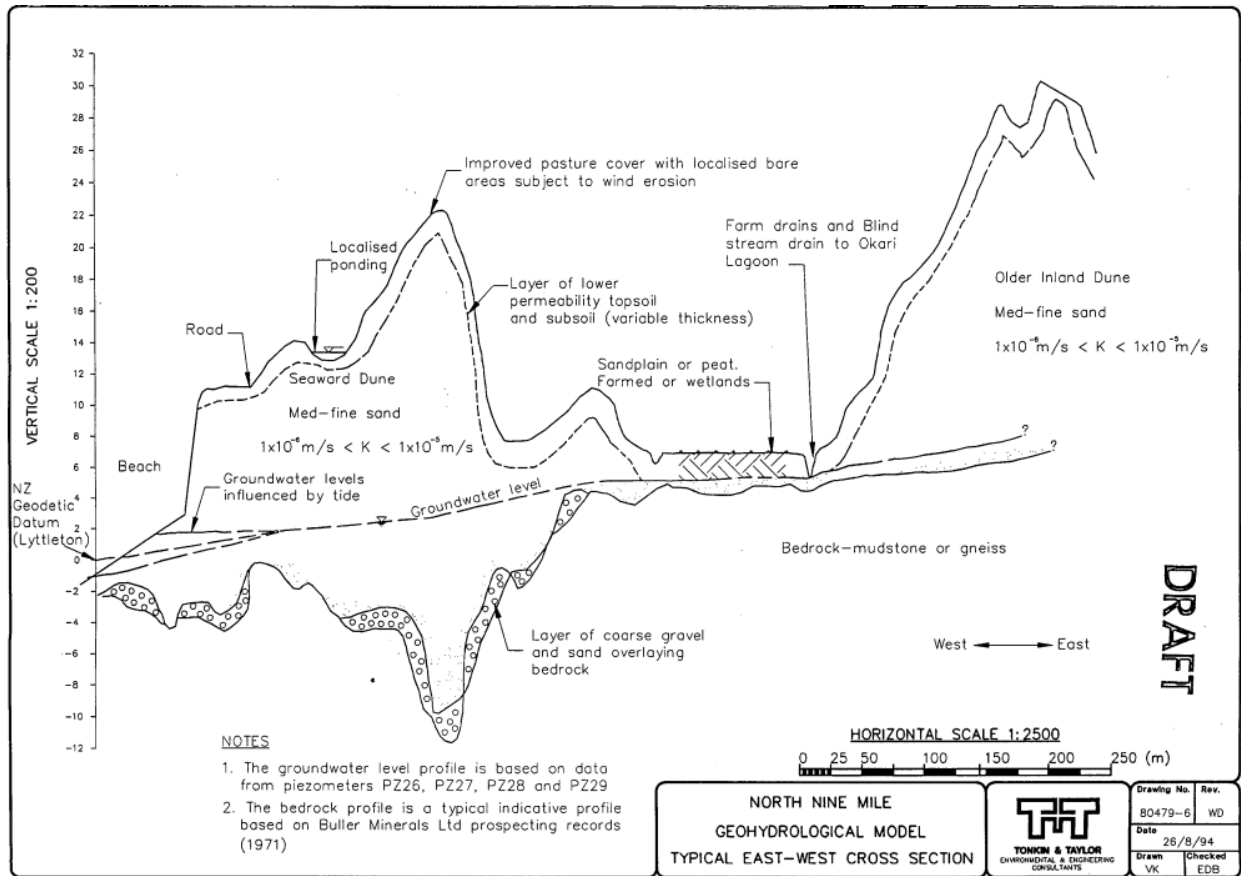 VERTICAL SCALE 1:200
32
30
28
26
24
22
20
18
16
14
12
10
8
6
4
2
0
-2
-4
-6
-8
-10
-12
NZ
Geodetic
Datum
(Lyttleton)
Beach
Road
Localised
ponding
Improved pasture cover with localised bare
areas subject to wind erosion
Layer of lower
permeability topsoil
and subsoil (variable thickness)
Seaward Dune
Med-fine sand
1x10⁻⁶m/s < K < 1x10⁻⁵m/s
Groundwater levels
influenced by tide
Groundwater level
Sandplain or peat.
Formed or wetlands
Farm drains and Blind
stream drain to Okari
Lagoon
Older Inland Dune
Med-fine sand
1x10⁻⁶m/s < K < 1x10⁻⁵m/s
?
?
Bedrock-mudstone or gneiss
Layer of coarse gravel
and sand overlaying
bedrock
West East
DRAFT
NOTES
1. The groundwater level profile is based on data
from piezometers PZ26, PZ27, PZ28 and PZ29
2. The bedrock profile is a typical indicative profile
based on Buller Minerals Ltd prospecting records
(1971)
HORIZONTAL SCALE 1:2500
0 25 50 100 150 200 250 (m)
NORTH NINE MILE
GEOHYDROLOGICAL MODEL
TYPICAL EAST-WEST CROSS SECTION
TONKIN & TAYLOR
ENVIRONMENTAL & ENGINEERING
CONSULTANTS
Drawing No. Rev.
80479-6 WD
Date
26/8/94
Drawn Checked
VK EDB